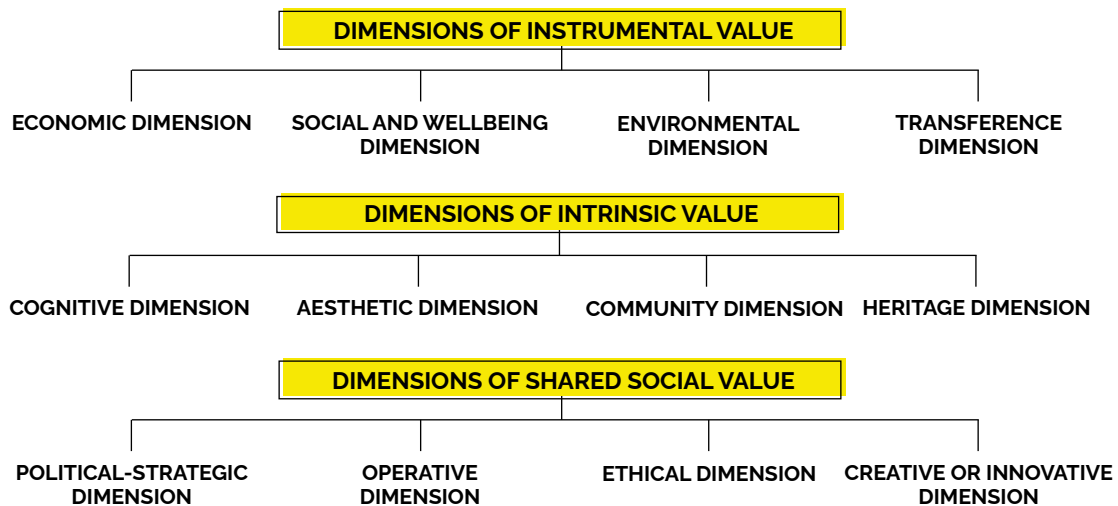 DIMENSIONS OF INSTRUMENTAL VALUE
ECONOMIC DIMENSION
SOCIAL AND WELLBEING
DIMENSION
ENVIRONMENTAL
DIMENSION
TRANSFERENCE
DIMENSION
DIMENSIONS OF INTRINSIC VALUE
COGNITIVE DIMENSION
AESTHETIC DIMENSION
COMMUNITY DIMENSION
HERITAGE DIMENSION
DIMENSIONS OF SHARED SOCIAL VALUE
POLITICAL-STRATEGIC
DIMENSION
OPERATIVE
DIMENSION
ETHICAL DIMENSION
CREATIVE OR INNOVATIVE
DIMENSION